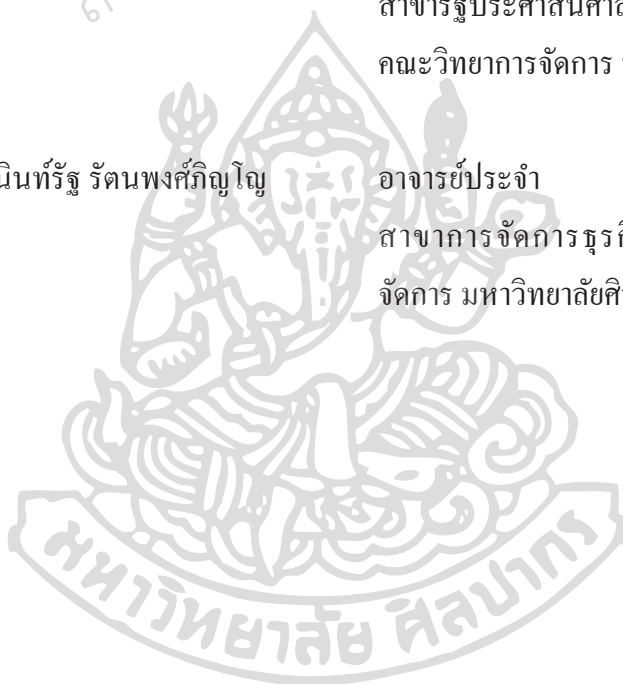 สาขารัฐประศาสนศาส
คณะวิทยาการจัดการ
นินท์รัฐ รัตนพงศ์ภิญโญ อาจารย์ประจำ
สาขาการจัดการธุรกิ
จัดการ มหาวิทยาลัยศิ
มหาวิทยาลัย ศิลปากร